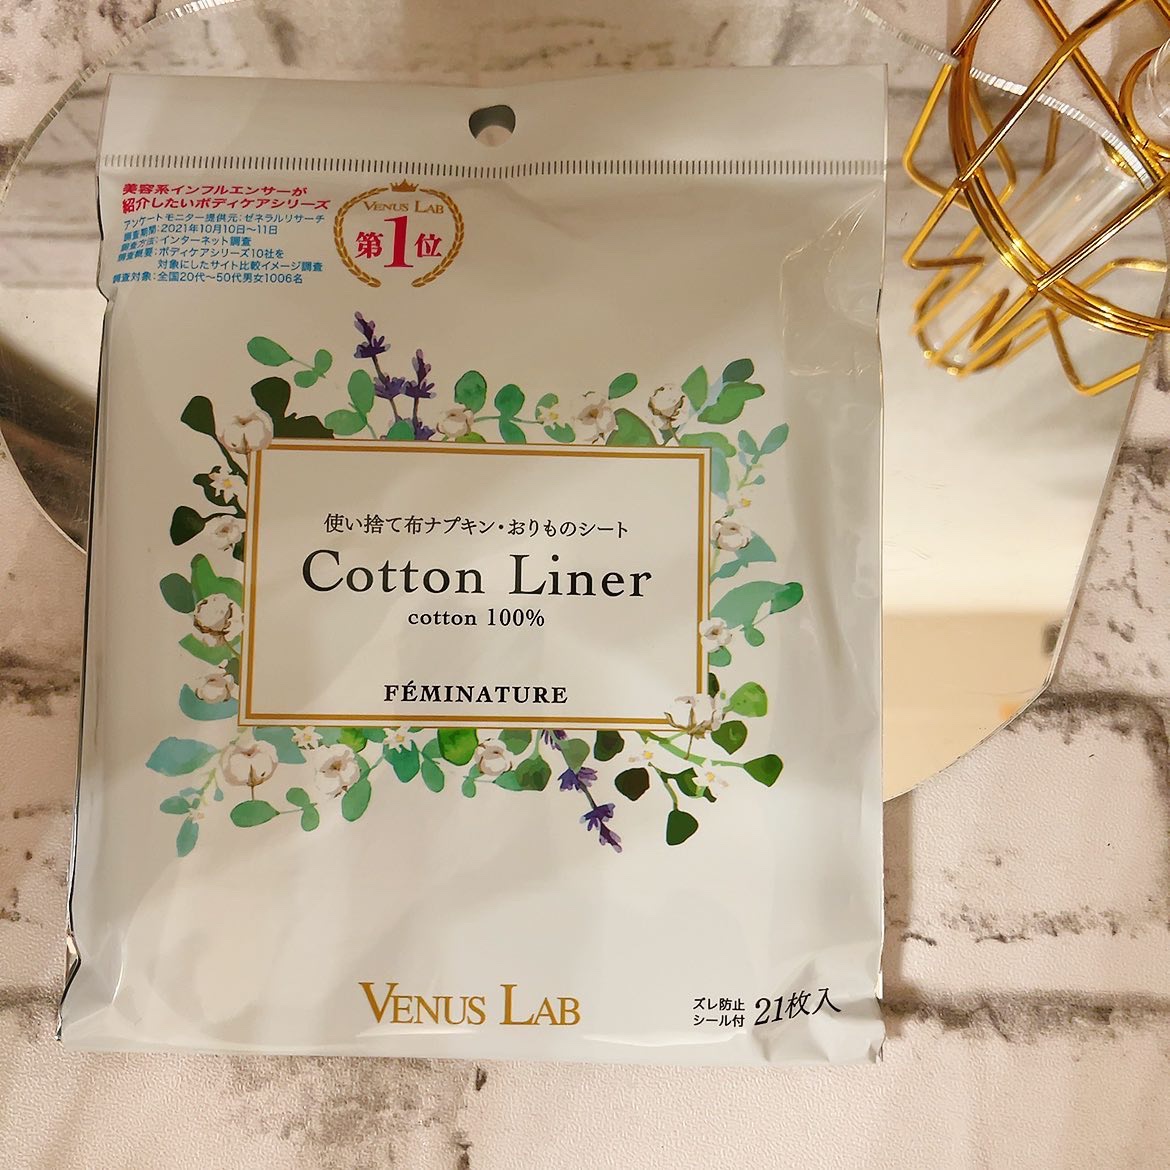 美容系インフルエンサーが
紹介したいボディケアシリーズ
アンケートモニター提供元:ゼネラルリサーチ
調査期間:2021年10月10日～11日
調査方法:インターネット調査
調査概要:ボディケアシリーズ10社を
対象にしたサイト比較イメージ調査
調査対象:全国20代～50代男女1006名
VENUS LAB
第1位
使い捨て布ナプキン・おりものシート
Cotton Liner
cotton 100%
FÉMINATURE
VENUS LAB
ズレ防止
シール付 21枚入